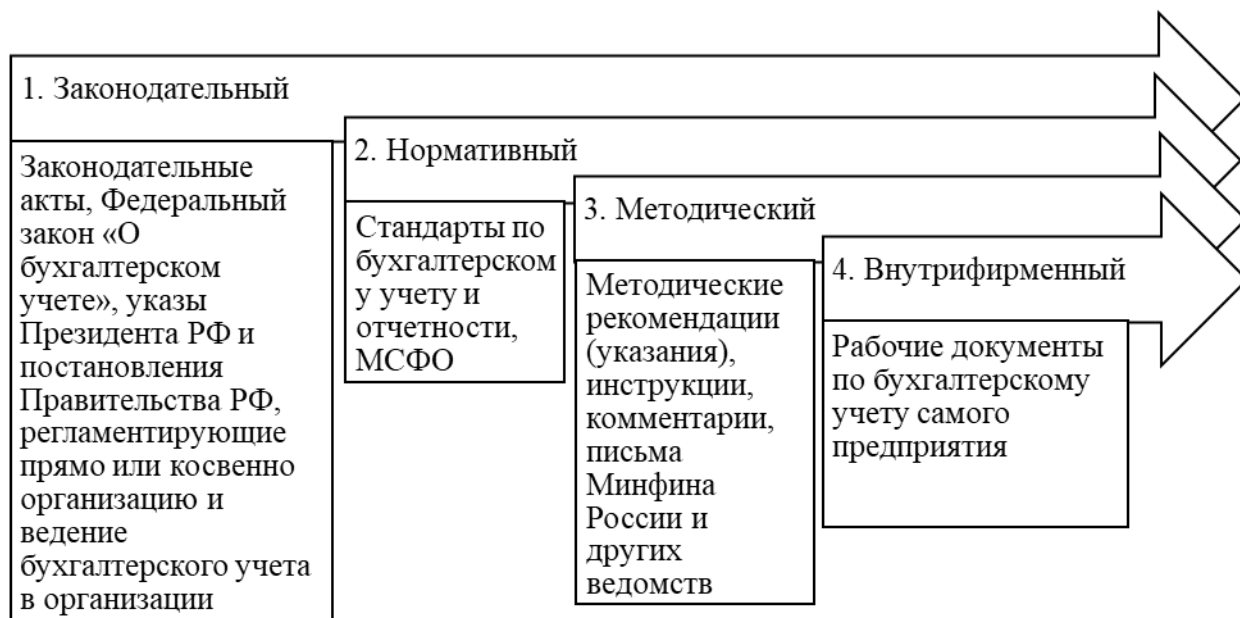 1. Законодательный
Законодательные
акты, Федеральный
закон «О
бухгалтерском
учете», указы
Президента РФ и
постановления
Правительства РФ,
регламентирующие
прямо или косвенно
организацию и
ведение
бухгалтерского учета
в организации
2. Нормативный
Стандарты по
бухгалтерском
у учету и
отчетности,
МСФО
3. Методический
Методические
рекомендации
(указания),
инструкции,
комментарии,
письма
Минфина
России и
других
ведомств
4. Внутрифирменный
Рабочие документы
по бухгалтерскому
учету самого
предприятия